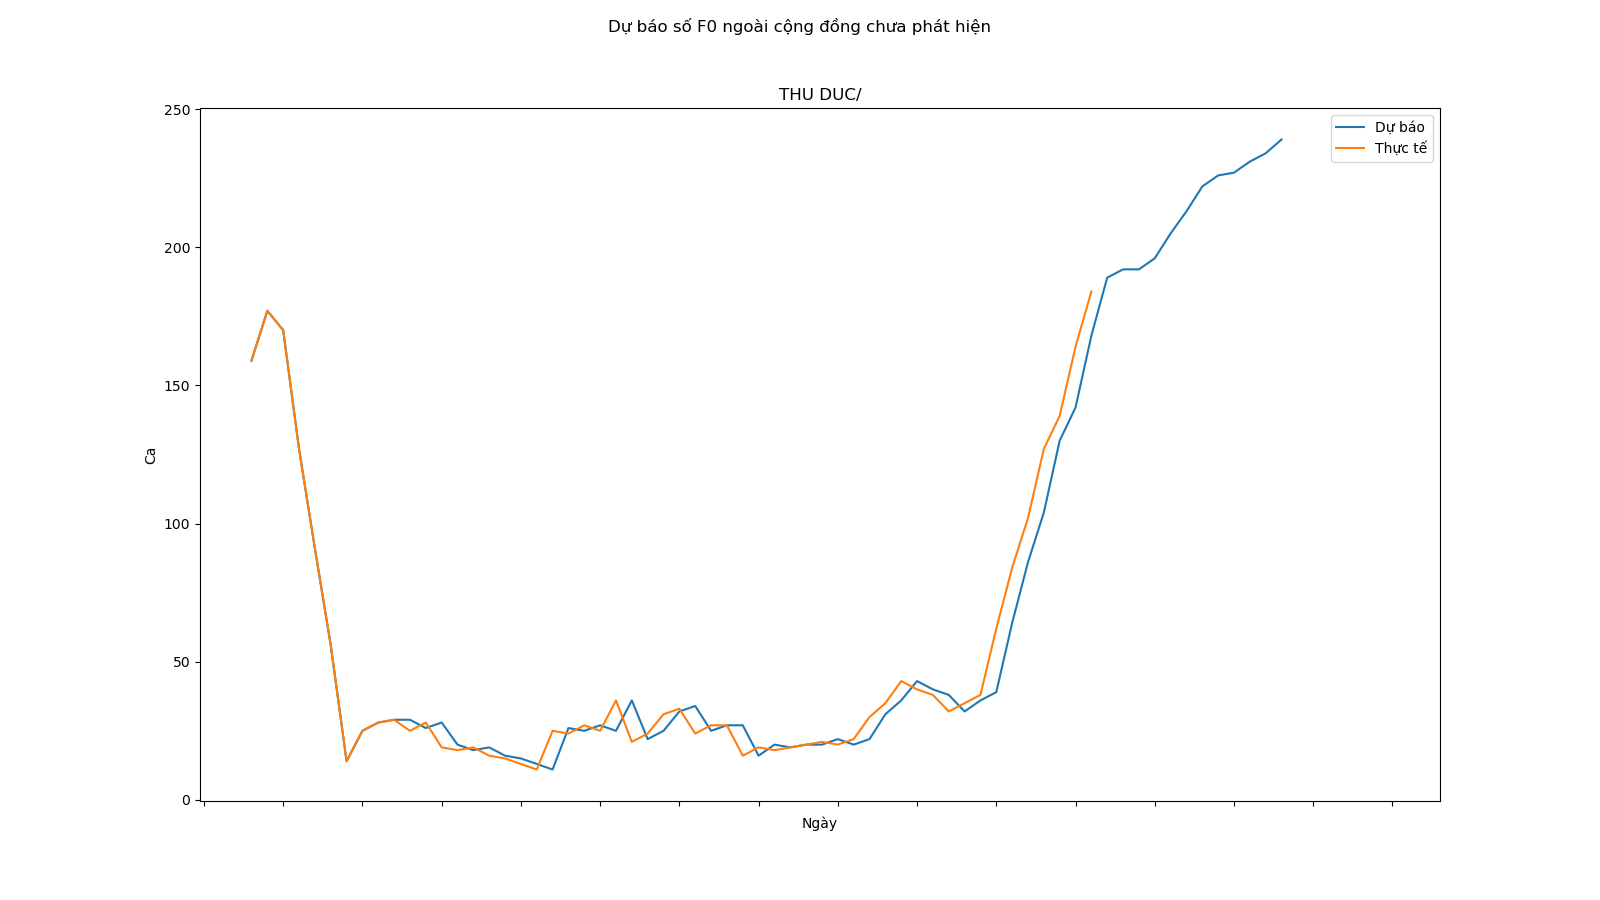 Dự báo số F0 ngoài cộng đồng chưa phát hiện
THU DUC/
250
200
150
100
50
0
Ca
Ngày
Dự báo
Thực tế